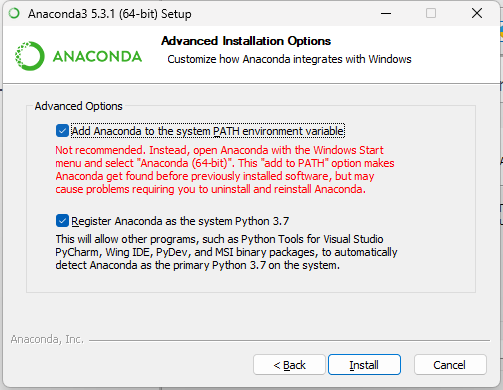 Anaconda3 5.3.1 (64-bit) Setup
ANACONDA
Advanced Installation Options
Customize how Anaconda integrates with Windows
Advanced Options
Add Anaconda to the system PATH environment variable
Not recommended. Instead, open Anaconda with the Windows Start
menu and select "Anaconda (64-bit)". This "add to PATH" option makes
Anaconda get found before previously installed software, but may
cause problems requiring you to uninstall and reinstall Anaconda.
Register Anaconda as the system Python 3.7
This will allow other programs, such as Python Tools for Visual Studio
PyCharm, Wing IDE, PyDev, and MSI binary packages, to automatically
detect Anaconda as the primary Python 3.7 on the system.
Anaconda, Inc.
< Back
Install
Cancel